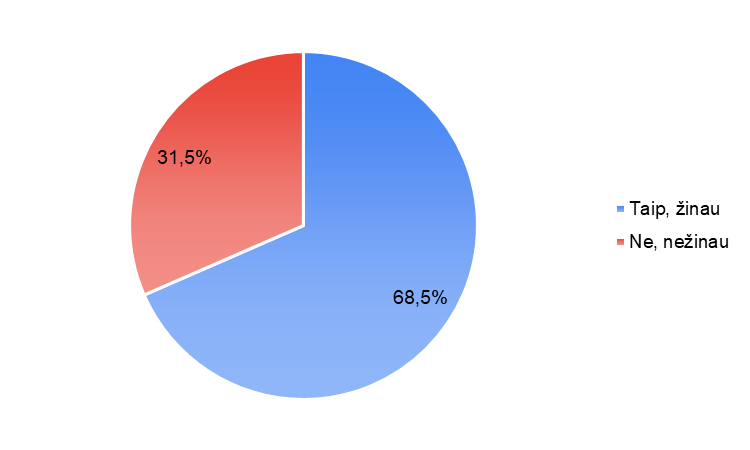 31,5%
68,5%
Taip, žinau
Ne, nežinau